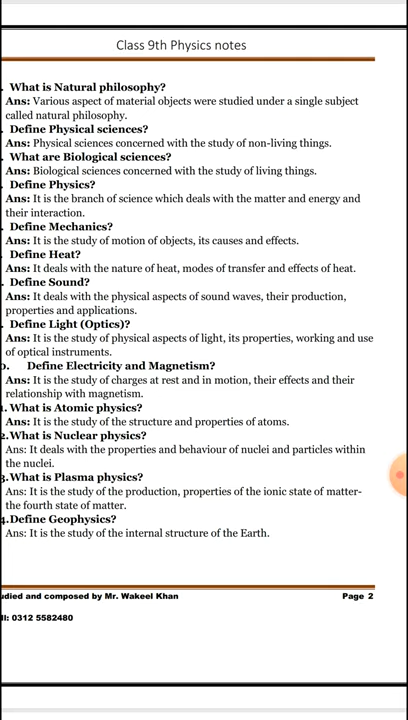 Class 9th Physics notes
. What is Natural philosophy?
Ans: Various aspect of material objects were studied under a single subject
called natural philosophy.
. Define Physical sciences?
Ans: Physical sciences concerned with the study of non-living things.
. What are Biological sciences?
Ans: Biological sciences concerned with the study of living things.
. Define Physics?
Ans: It is the branch of science which deals with the matter and energy and
their interaction.
. Define Mechanics?
Ans: It is the study of motion of objects, its causes and effects.
. Define Heat?
Ans: It deals with the nature of heat, modes of transfer and effects of heat.
. Define Sound?
Ans: It deals with the physical aspects of sound waves, their production,
properties and applications.
. Define Light (Optics)?
Ans: It is the study of physical aspects of light, its properties, working and use
of optical instruments.
0. Define Electricity and Magnetism?
Ans: It is the study of charges at rest and in motion, their effects and their
relationship with magnetism.
1. What is Atomic physics?
Ans: It is the study of the structure and properties of atoms.
2.What is Nuclear physics?
Ans: It deals with the properties and behaviour of nuclei and particles within
the nuclei.
3.What is Plasma physics?
Ans: It is the study of the production, properties of the ionic state of matter-
the fourth state of matter.
4.Define Geophysics?
Ans: It is the study of the internal structure of the Earth.
udied and composed by Mr. Wakeel Khan Page 2
ll: 0312 5582480